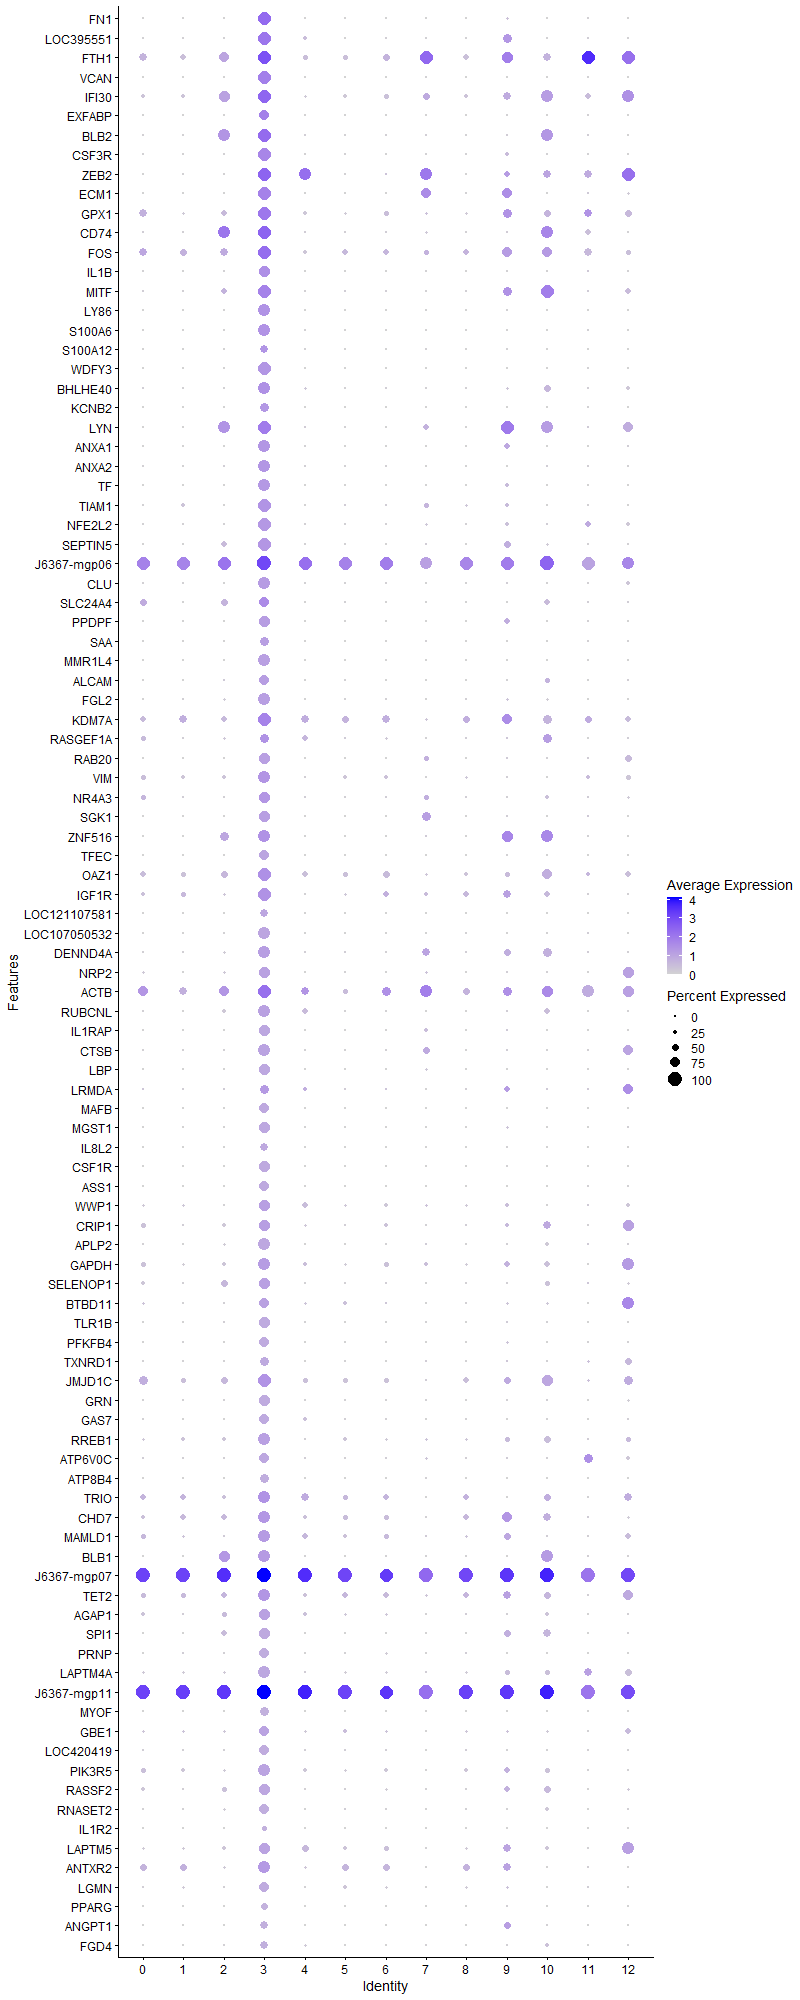 FN1
LOC395551
FTH1
VCAN
IFI30
EXFABP
BLB2
CSF3R
ZEB2
ECM1
GPX1
CD74
FOS
IL1B
MITF
LY86
S100A6
S100A12
WDFY3
BHLHE40
KCNB2
LYN
ANXA1
ANXA2
TF
TIAM1
NFE2L2
SEPTIN5
J6367-mgp06
CLU
SLC24A4
PPDPF
SAA
MMR1L4
ALCAM
FGL2
KDM7A
RASGEF1A
RAB20
VIM
NR4A3
SGK1
ZNF516
TFEC
OAZ1
IGF1R
LOC121107581
LOC107050532
DENND4A
NRP2
ACTB
RUBCNL
IL1RAP
CTSB
LBP
LRMDA
MAFB
MGST1
IL8L2
CSF1R
ASS1
WWP1
CRIP1
APLP2
GAPDH
SELENOP1
BTBD11
TLR1B
PFKFB4
TXNRD1
JMJD1C
GRN
GAS7
RREB1
ATP6V0C
ATP8B4
TRIO
CHD7
MAMLD1
BLB1
J6367-mgp07
TET2
AGAP1
SPI1
PRNP
LAPTM4A
J6367-mgp11
MYOF
GBE1
LOC420419
PIK3R5
RASSF2
RNASET2
IL1R2
LAPTM5
ANTXR2
LGMN
PPARG
ANGPT1
FGD4
Features
0 1 2 3 4 5 6 7 8 9 10 11 12
Identity
Average Expression
4
3
2
1
0
Percent Expressed
0
25
50
75
100